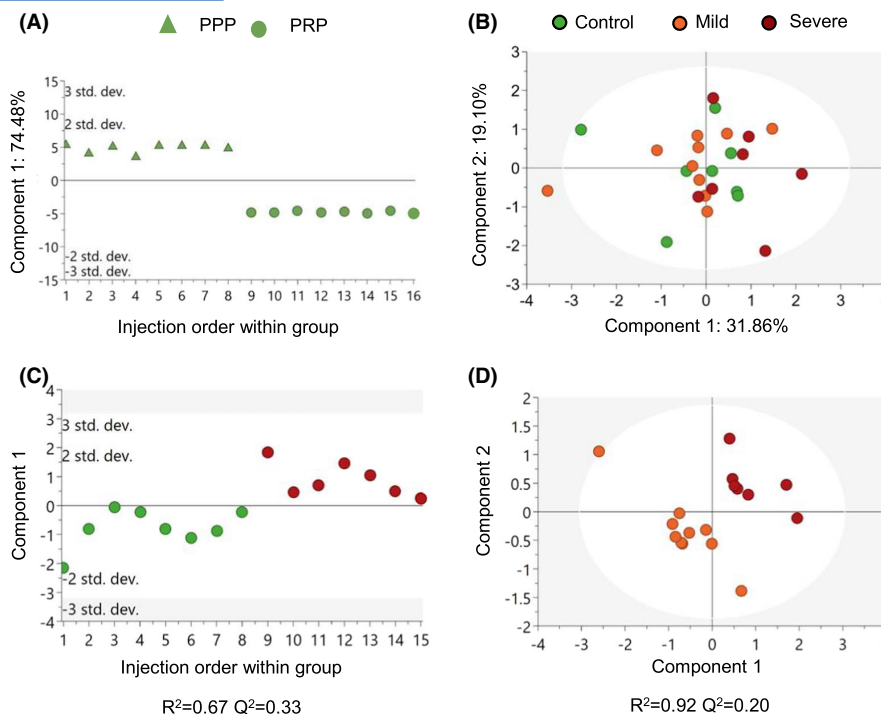 (A)
PPP PRP
15
3 std. dev.
10
2 std. dev.
5
0
-5
-10
-2 std. dev.
-3 std. dev.
-15
Component 1: 74.48%
1 2 3 4 5 6 7 8 9 10 11 12 13 14 15 16
Injection order within group
(B)
Control Mild Severe
3
2
1
0
-1
-2
-3
Component 2: 19.10%
-4 -3 -2 -1 0 1 2 3
Component 1: 31.86%
(C)
4
3
3 std. dev.
2
2 std. dev.
1
0
-1
-2
-2 std. dev.
-3
-3 std. dev.
-4
Component 1
1 2 3 4 5 6 7 8 9 10 11 12 13 14 15
Injection order within group
R²=0.67 Q²=0.33
(D)
2
1.5
1
0.5
0
-0.5
-1
-1.5
-2
Component 2
-4 -3 -2 -1 0 1 2 3
Component 1
R²=0.92 Q²=0.20